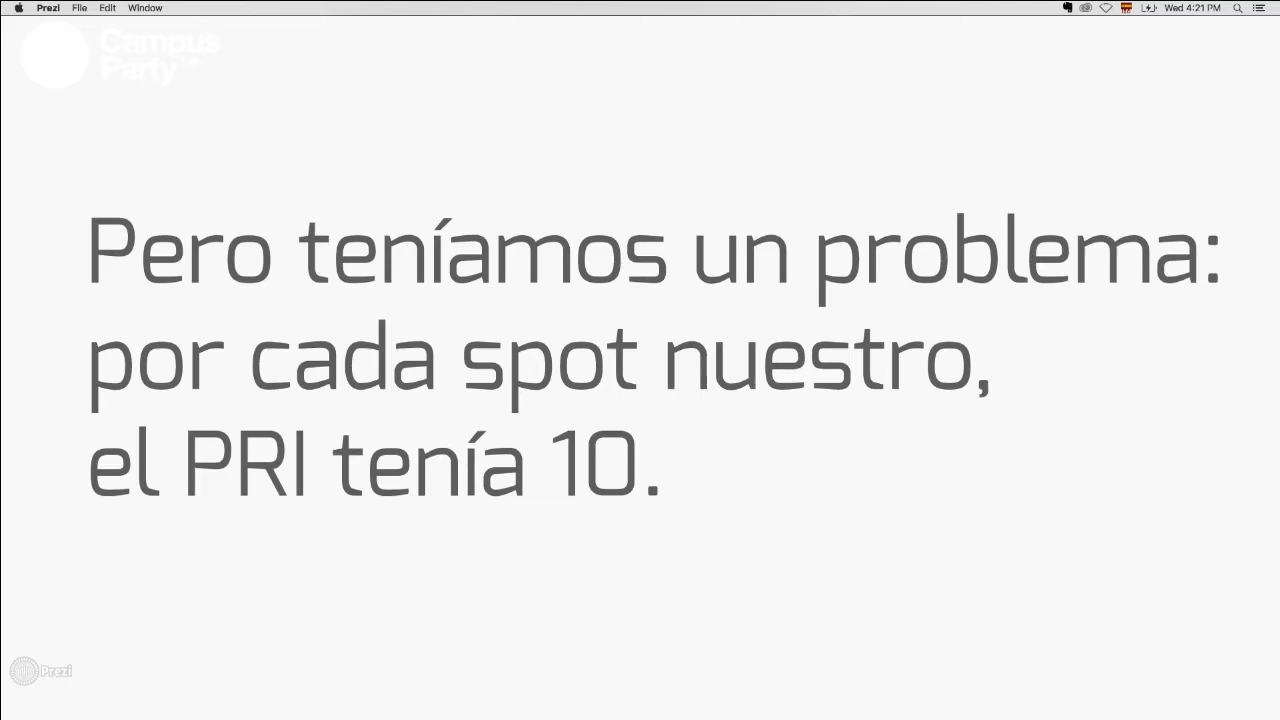 Prezi File Edit Window Wed 4:21 PM
Campus
Party
Pero teníamos un problema:
por cada spot nuestro,
el PRI tenía 10.
Prezi